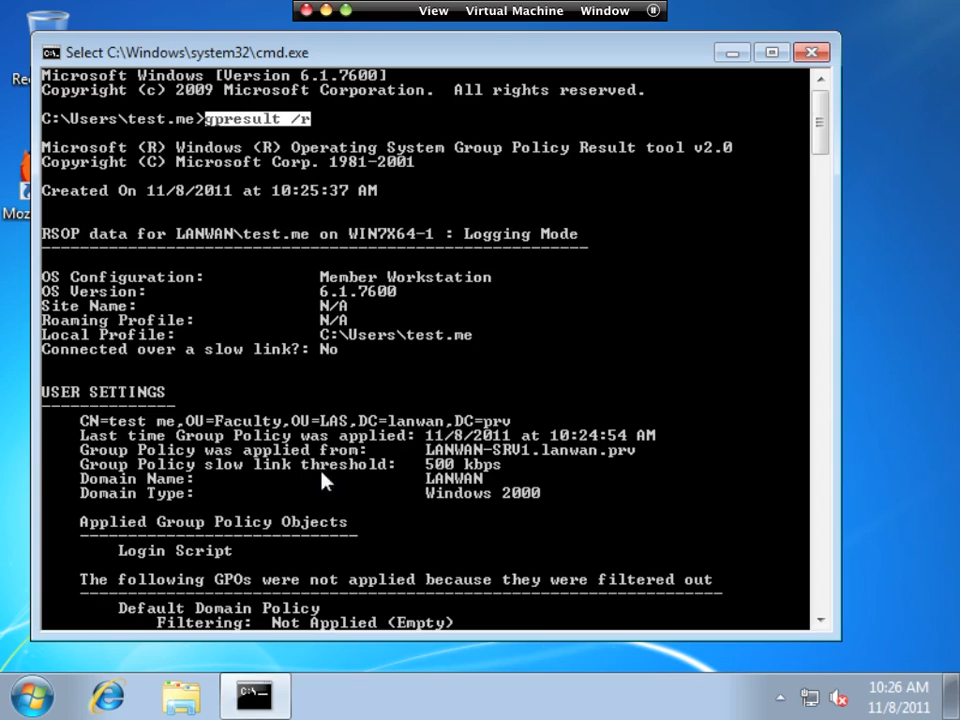 View Virtual Machine Window
Select C:\Windows\system32\cmd.exe
Microsoft Windows [Version 6.1.7600]
Copyright (c) 2009 Microsoft Corporation.  All rights reserved.
C:\Users\test.me>gpresult /r
Microsoft (R) Windows (R) Operating System Group Policy Result tool v2.0
Copyright (C) Microsoft Corp. 1981-2001
Created On 11/8/2011 at 10:25:37 AM
RSOP data for LANWAN\test.me on WIN7X64-1 : Logging Mode
OS Configuration: Member Workstation
OS Version: 6.1.7600
Site Name: N/A
Roaming Profile: N/A
Local Profile: C:\Users\test.me
Connected over a slow link?: No
USER SETTINGS
CN=test me,OU=Faculty,OU=LAS,DC=lanwan,DC=prv
Last time Group Policy was applied: 11/8/2011 at 10:24:54 AM
Group Policy was applied from: LANWAN-SRV1.lanwan.prv
Group Policy slow link threshold: 500 kbps
Domain Name: LANWAN
Domain Type: Windows 2000
Applied Group Policy Objects
Login Script
The following GPOs were not applied because they were filtered out
Default Domain Policy
Filtering:  Not Applied (Empty)
Re
Moz
C:\.
10:26 AM
11/8/2011